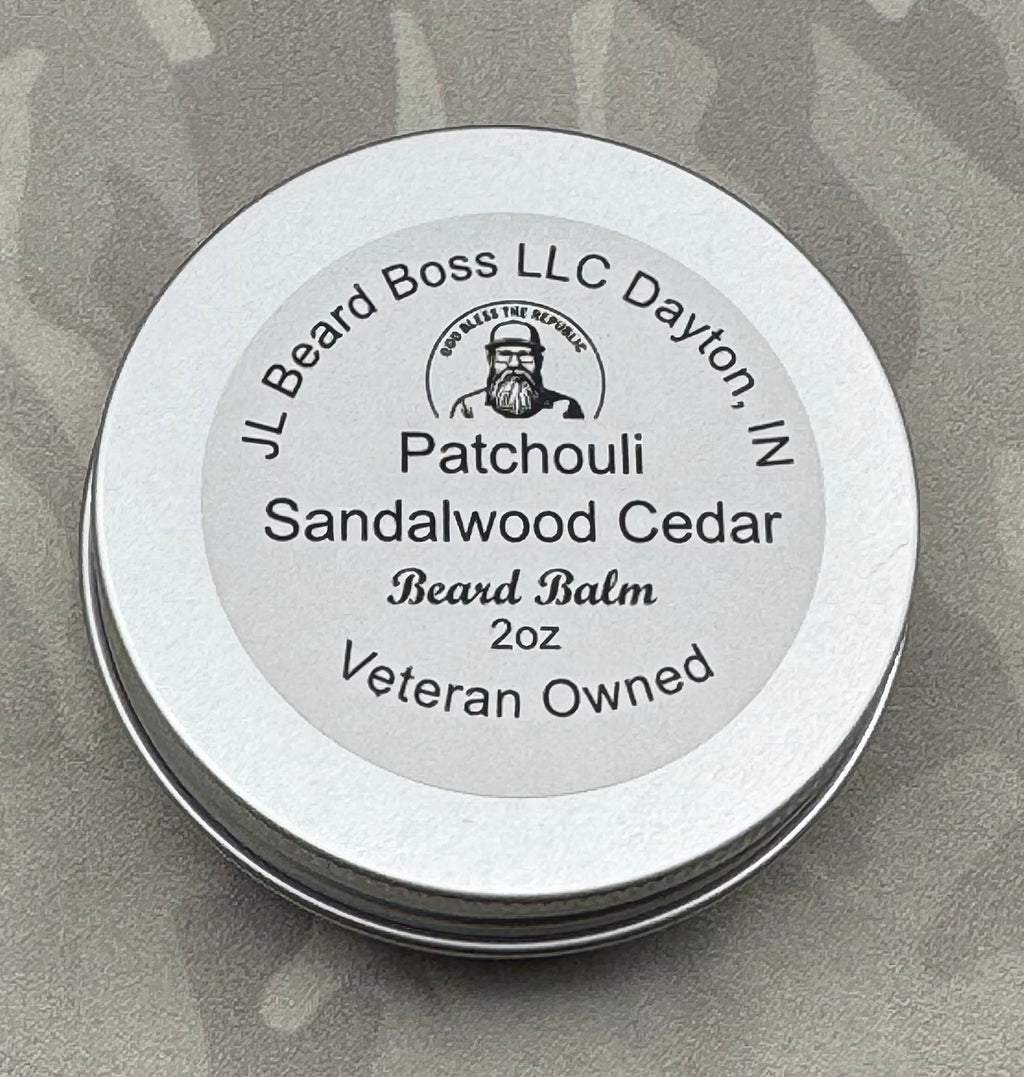 JL Beard Boss LLC Dayton, IN
GOD BLESS THE REPUBLIC
Patchouli
Sandalwood Cedar
Beard Balm
2oz
Veteran Owned